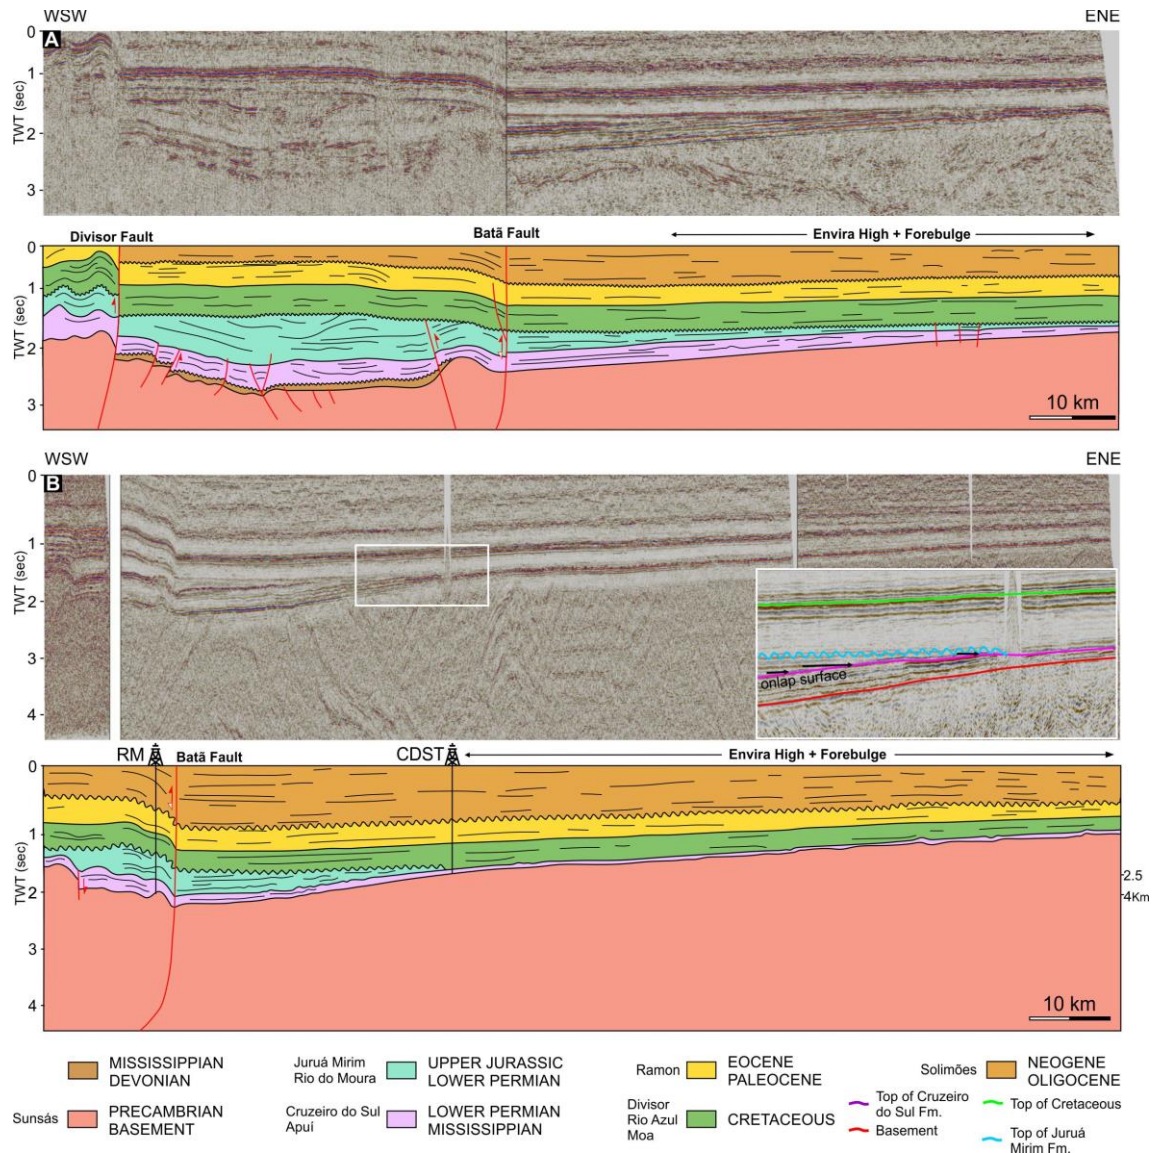 WSW
ENE
A
0
1
2
3
TWT (sec)
Divisor Fault
Batã Fault
Envira High + Forebulge
0
1
2
3
TWT (sec)
10 km
WSW
ENE
B
0
1
2
3
4
TWT (sec)
onlap surface
RM
Batã Fault
CDST
Envira High + Forebulge
0
1
2
3
4
TWT (sec)
2.5
4Km
10 km
MISSISSIPPIAN
DEVONIAN
Juruá Mirim
Rio do Moura
UPPER JURASSIC
LOWER PERMIAN
Ramon
EOCENE
PALEOCENE
Solimões
NEOGENE
OLIGOCENE
Sunsás
PRECAMBRIAN
BASEMENT
Cruzeiro do Sul
Apuí
LOWER PERMIAN
MISSISSIPPIAN
Divisor
Rio Azul
Moa
CRETACEOUS
Top of Cruzeiro
do Sul Fm.
Basement
Top of Cretaceous
Top of Juruá
Mirim Fm.